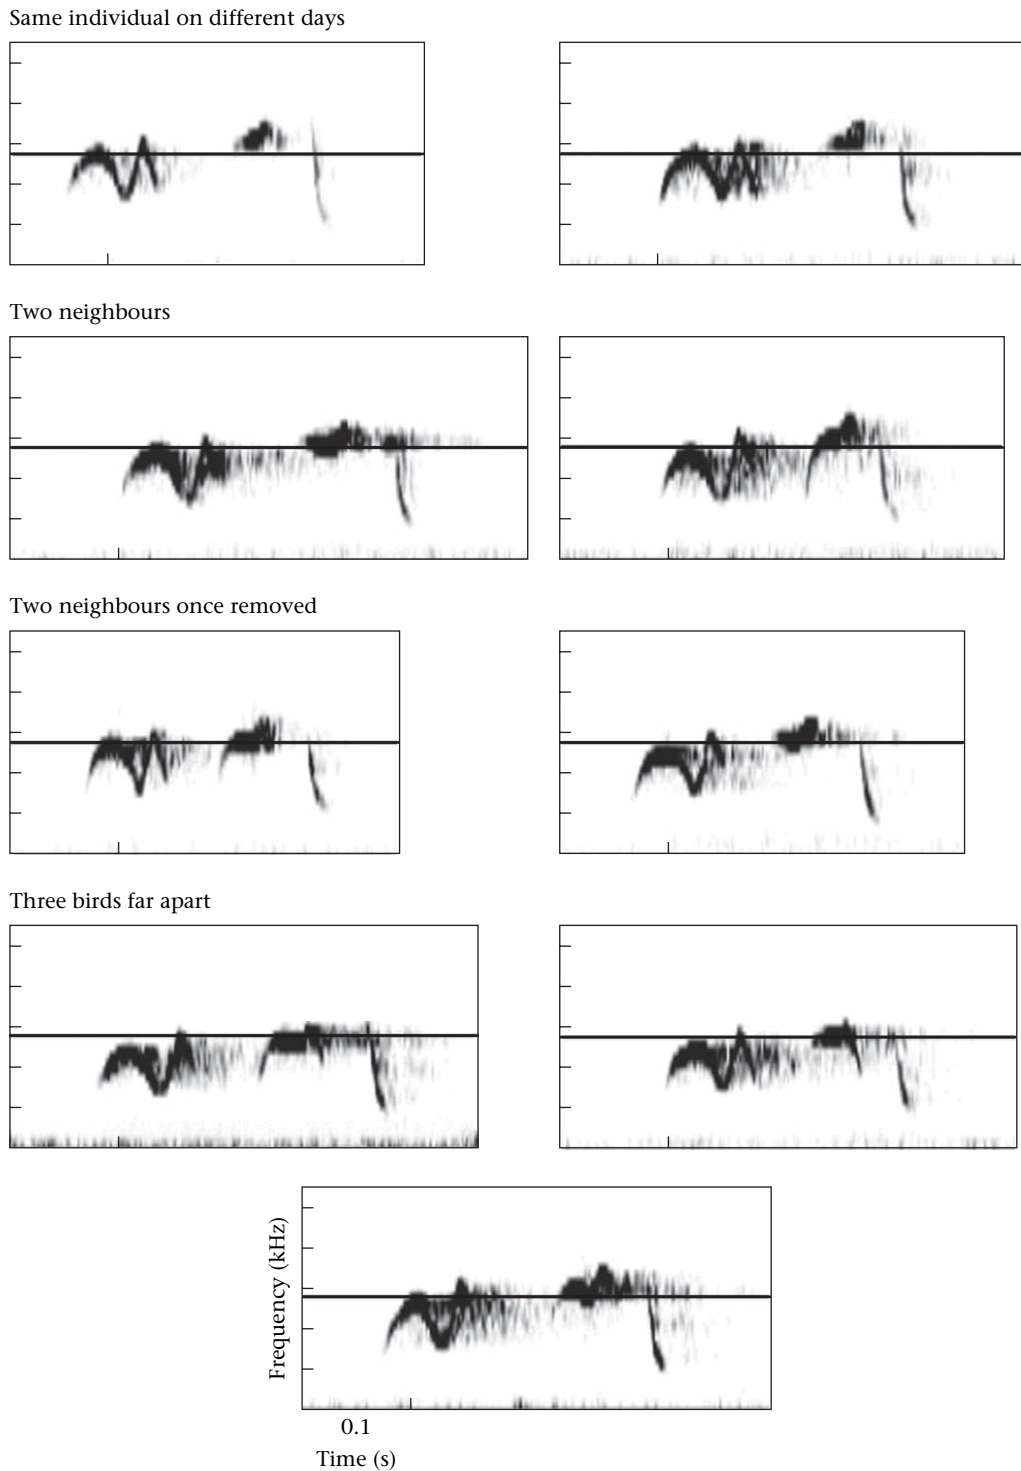 Same individual on different days
Two neighbours
Two neighbours once removed
Three birds far apart
Frequency (kHz)
0.1
Time (s)